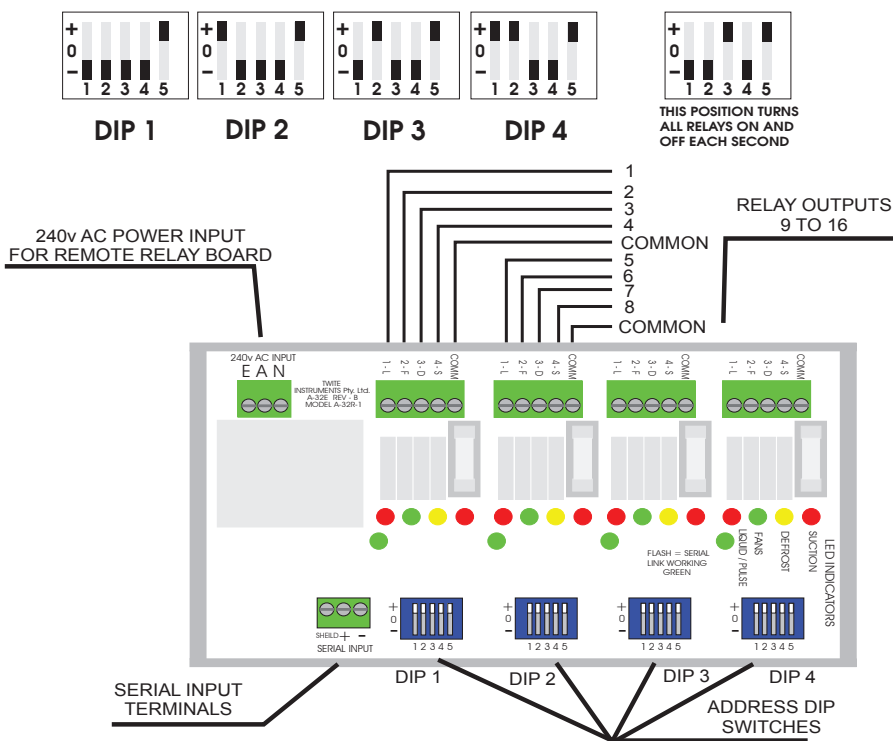 +
0
-
1 2 3 4 5
DIP 1
+
0
-
1 2 3 4 5
DIP 2
+
0
-
1 2 3 4 5
DIP 3
+
0
-
1 2 3 4 5
DIP 4
+
0
-
1 2 3 4 5
THIS POSITION TURNS
ALL RELAYS ON AND
OFF EACH SECOND
1
2
3
4
COMMON
5
6
7
8
COMMON
RELAY OUTPUTS
9 TO 16
240v AC POWER INPUT
FOR REMOTE RELAY BOARD
240v AC INPUT
E A N
TWITE
INSTRUMENTS Pty. Ltd.
A-32E REV - B
MODEL A-32R-1
1 - L
2 - F
3 - D
4 - S
COMM
1 - L
2 - F
3 - D
4 - S
COMM
1 - L
2 - F
3 - D
4 - S
COMM
1 - L
2 - F
3 - D
4 - S
COMM
FLASH = SERIAL
LINK WORKING
GREEN
LIQUID / PULSE
FANS
DEFROST
SUCTION
LED INDICATORS
SHEILD + -
SERIAL INPUT
+
0
-
1 2 3 4 5
+
0
-
1 2 3 4 5
+
0
-
1 2 3 4 5
+
0
-
1 2 3 4 5
DIP 1
DIP 2
DIP 3
DIP 4
SERIAL INPUT
TERMINALS
ADDRESS DIP
SWITCHES